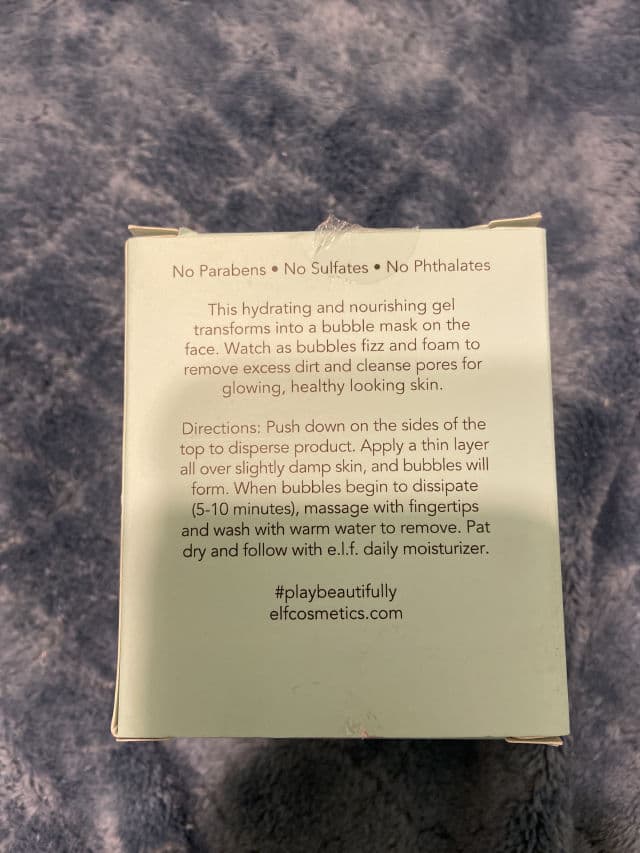 No Parabens • No Sulfates • No Phthalates
This hydrating and nourishing gel
transforms into a bubble mask on the
face. Watch as bubbles fizz and foam to
remove excess dirt and cleanse pores for
glowing, healthy looking skin.
Directions: Push down on the sides of the
top to disperse product. Apply a thin layer
all over slightly damp skin, and bubbles will
form. When bubbles begin to dissipate
(5-10 minutes), massage with fingertips
and wash with warm water to remove. Pat
dry and follow with e.l.f. daily moisturizer.
#playbeautifully
elfcosmetics.com